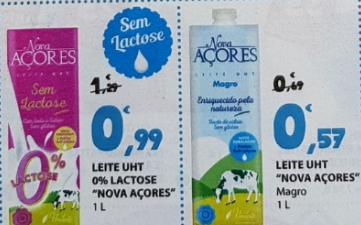 Nova
AÇORES
LEITE UHT
Sem
Lactose
0%
LACTOSE
Sem
Lactose
1,29
€
0,99
LEITE UHT
0% LACTOSE
"NOVA AÇORES"
1 L
Nova
AÇORES
LEITE UHT
Magro
Enriquecido pela
natureza
0,69
€
0,57
LEITE UHT
"NOVA AÇORES"
Magro
1 L